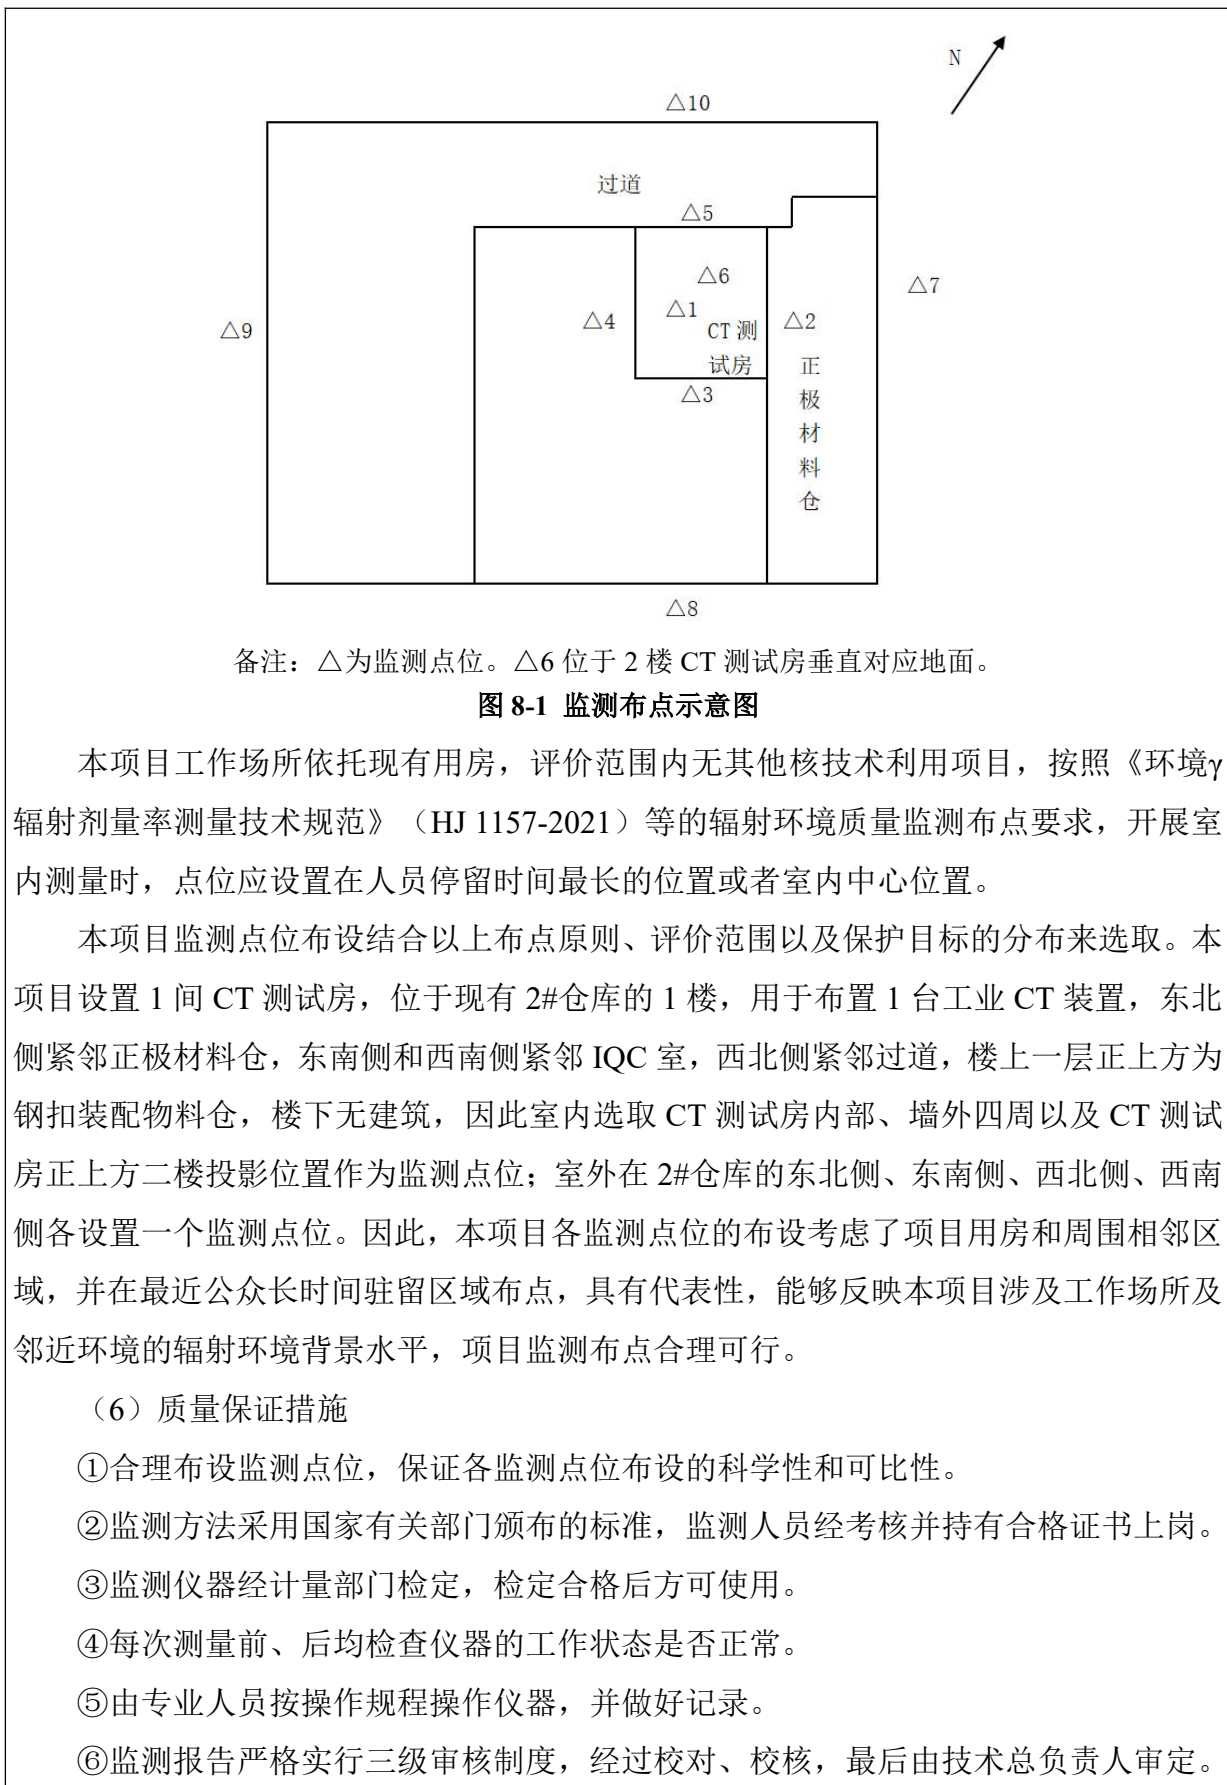 N
△10
过道
△5
△6
△7
△1
△4
△2
△9
CT 测
试房
正
极
材
料
仓
△3
△8
备注：△为监测点位。△6 位于 2 楼 CT 测试房垂直对应地面。
图 8-1 监测布点示意图
本项目工作场所依托现有用房，评价范围内无其他核技术利用项目，按照《环境γ
辐射剂量率测量技术规范》（HJ 1157-2021）等的辐射环境质量监测布点要求，开展室
内测量时，点位应设置在人员停留时间最长的位置或者室内中心位置。
本项目监测点位布设结合以上布点原则、评价范围以及保护目标的分布来选取。本
项目设置 1 间 CT 测试房，位于现有 2#仓库的 1 楼，用于布置 1 台工业 CT 装置，东北
侧紧邻正极材料仓，东南侧和西南侧紧邻 IQC 室，西北侧紧邻过道，楼上一层正上方为
钢扣装配物料仓，楼下无建筑，因此室内选取 CT 测试房内部、墙外四周以及 CT 测试
房正上方二楼投影位置作为监测点位；室外在 2#仓库的东北侧、东南侧、西北侧、西南
侧各设置一个监测点位。因此，本项目各监测点位的布设考虑了项目用房和周围相邻区
域，并在最近公众长时间驻留区域布点，具有代表性，能够反映本项目涉及工作场所及
邻近环境的辐射环境背景水平，项目监测布点合理可行。
（6）质量保证措施
①合理布设监测点位，保证各监测点位布设的科学性和可比性。
②监测方法采用国家有关部门颁布的标准，监测人员经考核并持有合格证书上岗。
③监测仪器经计量部门检定，检定合格后方可使用。
④每次测量前、后均检查仪器的工作状态是否正常。
⑤由专业人员按操作规程操作仪器，并做好记录。
⑥监测报告严格实行三级审核制度，经过校对、校核，最后由技术总负责人审定。